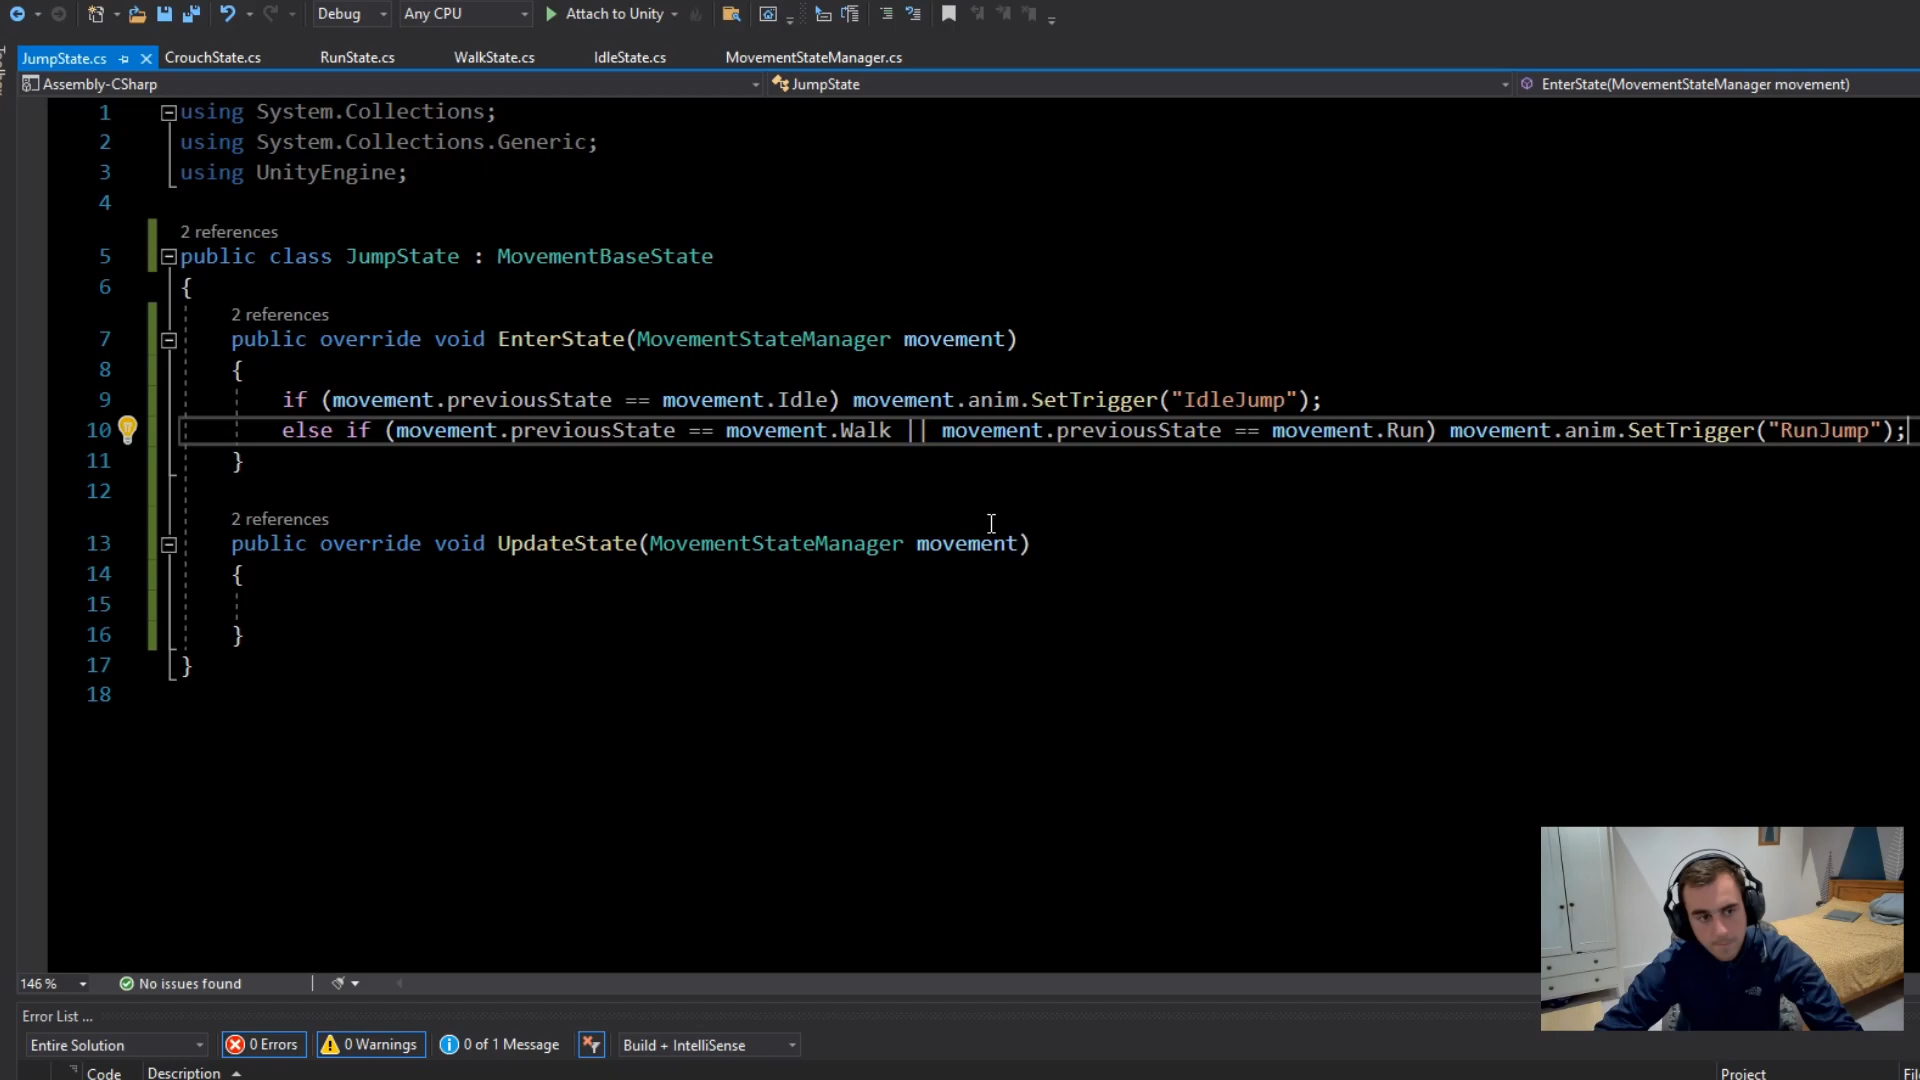 Debug Any CPU Attach to Unity
JumpState.cs CrouchState.cs RunState.cs WalkState.cs IdleState.cs MovementStateManager.cs
Assembly-CSharp JumpState EnterState(MovementStateManager movement)
1 using System.Collections;
2 using System.Collections.Generic;
3 using UnityEngine;
4
2 references
5 public class JumpState : MovementBaseState
6 {
2 references
7 public override void EnterState(MovementStateManager movement)
8 {
9 if (movement.previousState == movement.Idle) movement.anim.SetTrigger("IdleJump");
10 else if (movement.previousState == movement.Walk || movement.previousState == movement.Run) movement.anim.SetTrigger("RunJump");
11 }
12
2 references
13 public override void UpdateState(MovementStateManager movement)
14 {
15
16 }
17 }
18
146 % No issues found
Error List ...
Entire Solution 0 Errors 0 Warnings 0 of 1 Message Build + IntelliSense
Code Description Project